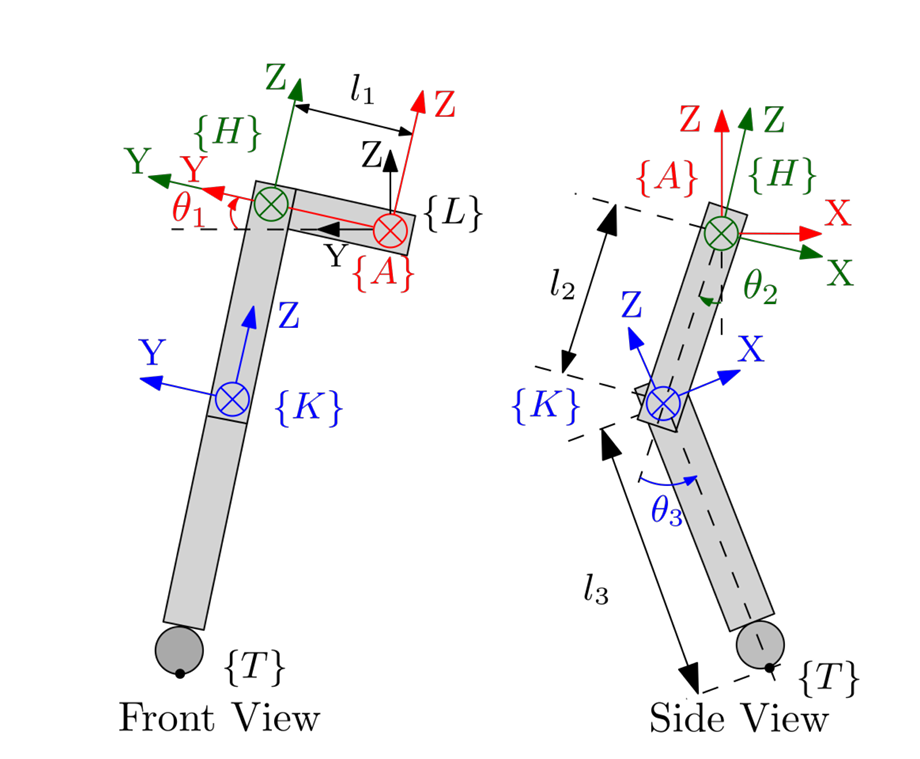 Z
l₁
Z
{H}
Z
Y
Y
θ₁
{L}
Y
{A}
Z
Y
{K}
{T}
Front View
Z
Z
{A}
{H}
X
X
l₂
θ₂
Z
X
{K}
θ₃
l₃
{T}
Side View